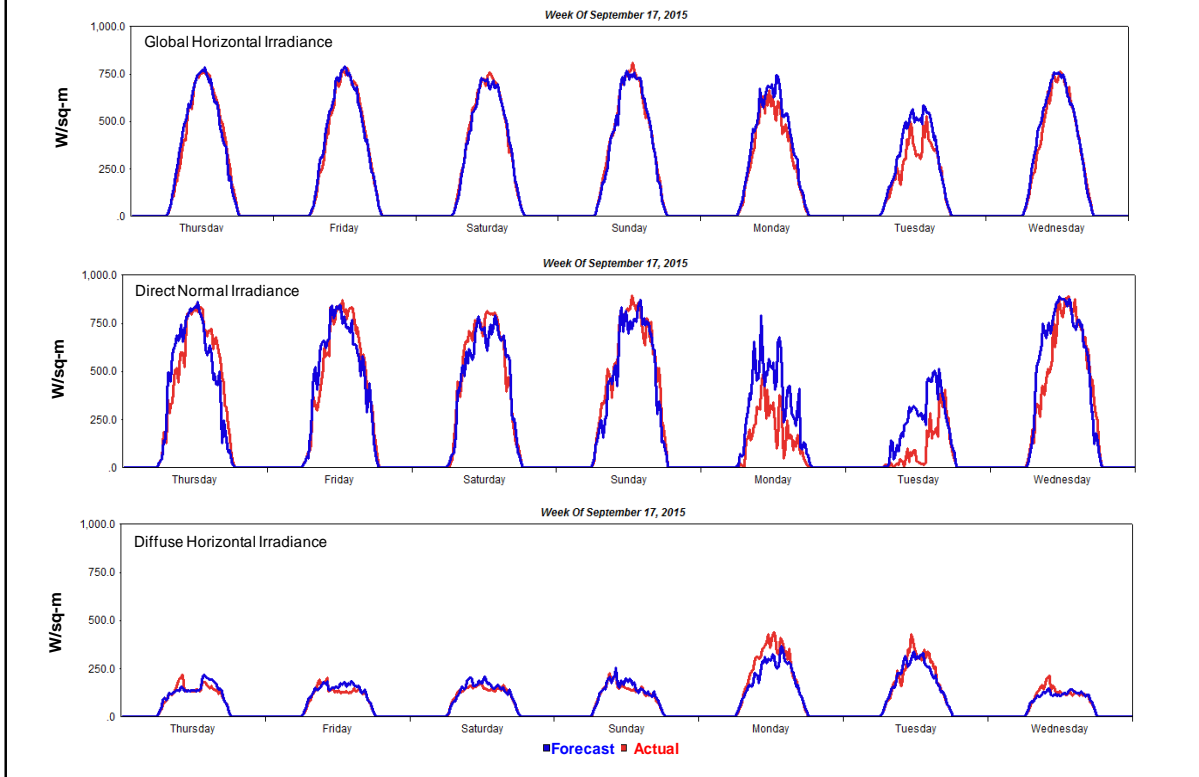 Week Of September 17, 2015
Global Horizontal Irradiance
W/sq-m
1,000.0
750.0
500.0
250.0
.0
Thursday Friday Saturday Sunday Monday Tuesday Wednesday
Week Of September 17, 2015
Direct Normal Irradiance
W/sq-m
1,000.0
750.0
500.0
250.0
.0
Thursday Friday Saturday Sunday Monday Tuesday Wednesday
Week Of September 17, 2015
Diffuse Horizontal Irradiance
W/sq-m
1,000.0
750.0
500.0
250.0
.0
Thursday Friday Saturday Sunday Monday Tuesday Wednesday
Forecast Actual